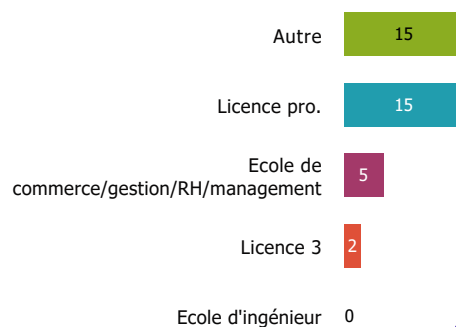 Autre 15
Licence pro. 15
Ecole de
commerce/gestion/RH/management 5
Licence 3 2
Ecole d'ingénieur 0